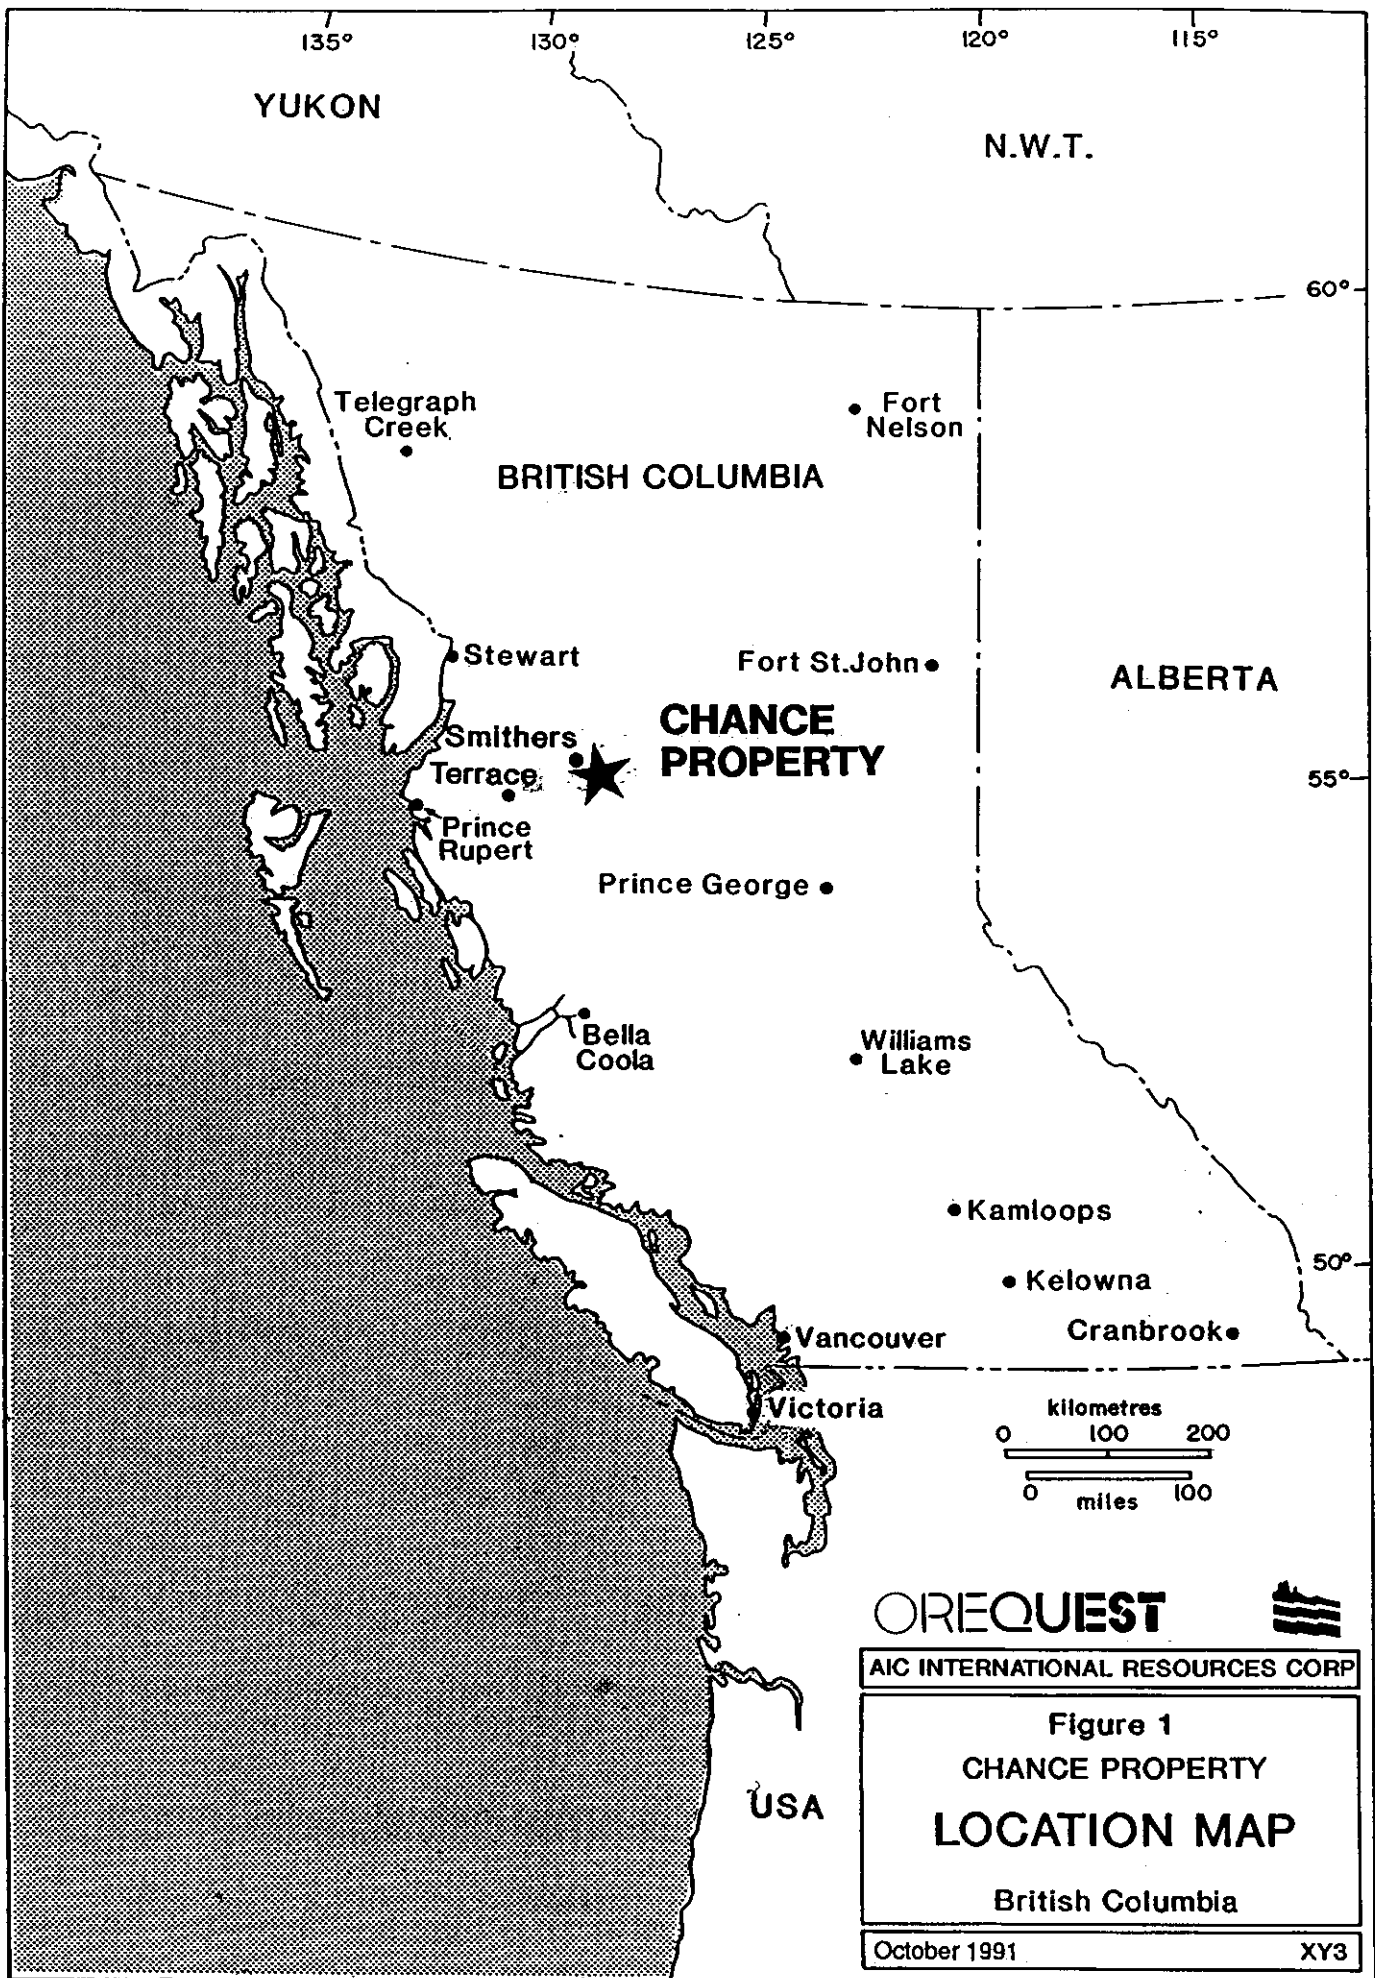 135° 130° 125° 120° 115°
YUKON
N.W.T.
60°
Telegraph
Creek
Fort
Nelson
BRITISH COLUMBIA
Stewart
Fort St.John
ALBERTA
CHANCE
PROPERTY
Smithers
Terrace
55°
Prince
Rupert
Prince George
Bella
Coola
Williams
Lake
Kamloops
50°
Kelowna
Cranbrook
Vancouver
Victoria
kilometres
0 100 200
0 miles 100
OREQUEST
AIC INTERNATIONAL RESOURCES CORP
Figure 1
CHANCE PROPERTY
USA
LOCATION MAP
British Columbia
October 1991 XY3